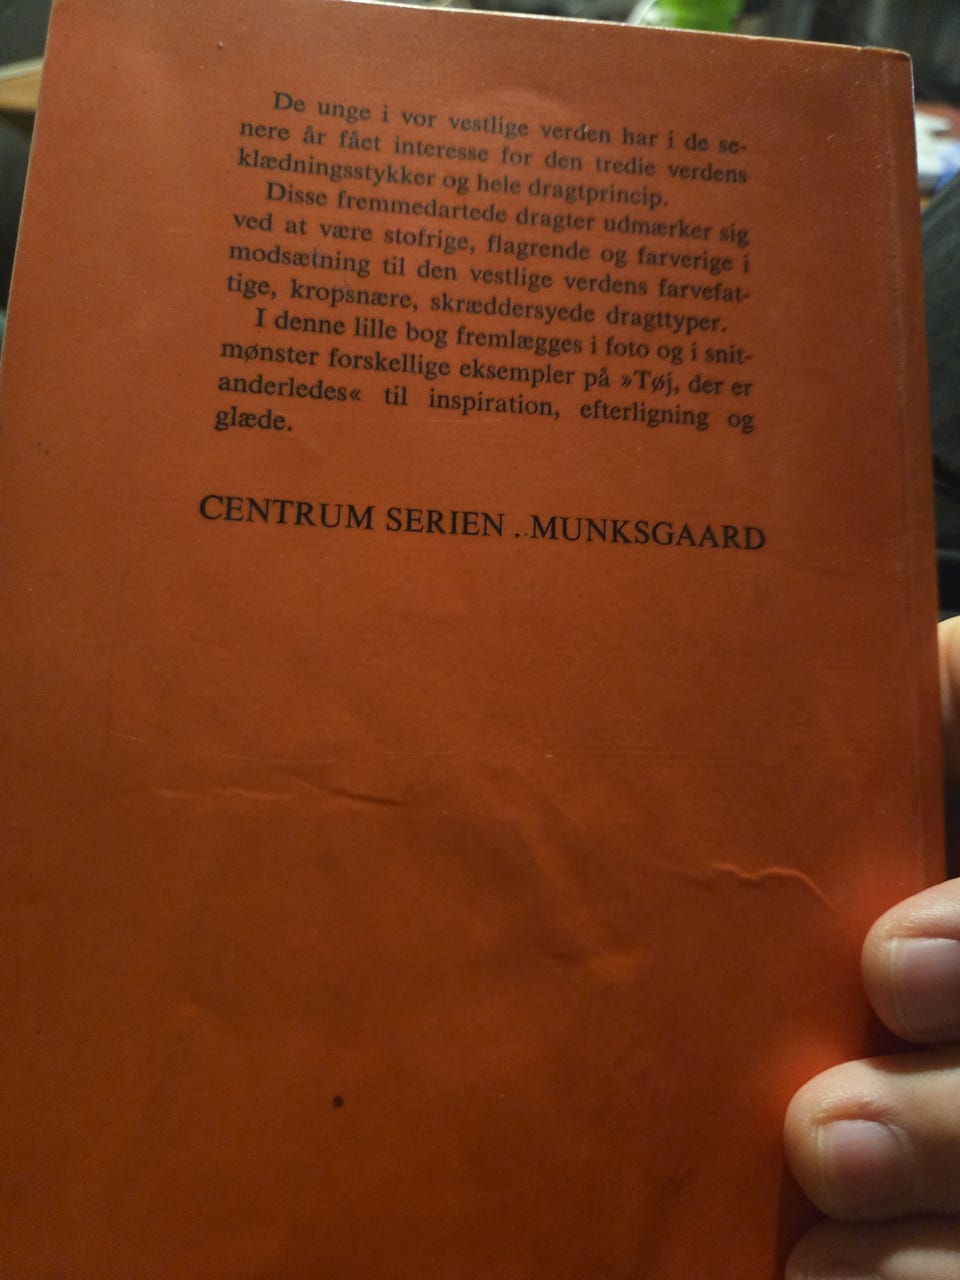 De unge i vor vestlige verden har i de se-
nere år fået interesse for den tredie verdens
klædningsstykker og hele dragtprincip.
Disse fremmedartede dragter udmærker sig
ved at være stofrige, flagrende og farverige i
modsætning til den vestlige verdens farvefat-
tige, kropsnære, skræddersyede dragttyper.
I denne lille bog fremlægges i foto og i snit-
mønster forskellige eksempler på »Tøj, der er
anderledes« til inspiration, efterligning og
glæde.
CENTRUM SERIEN . MUNKSGAARD